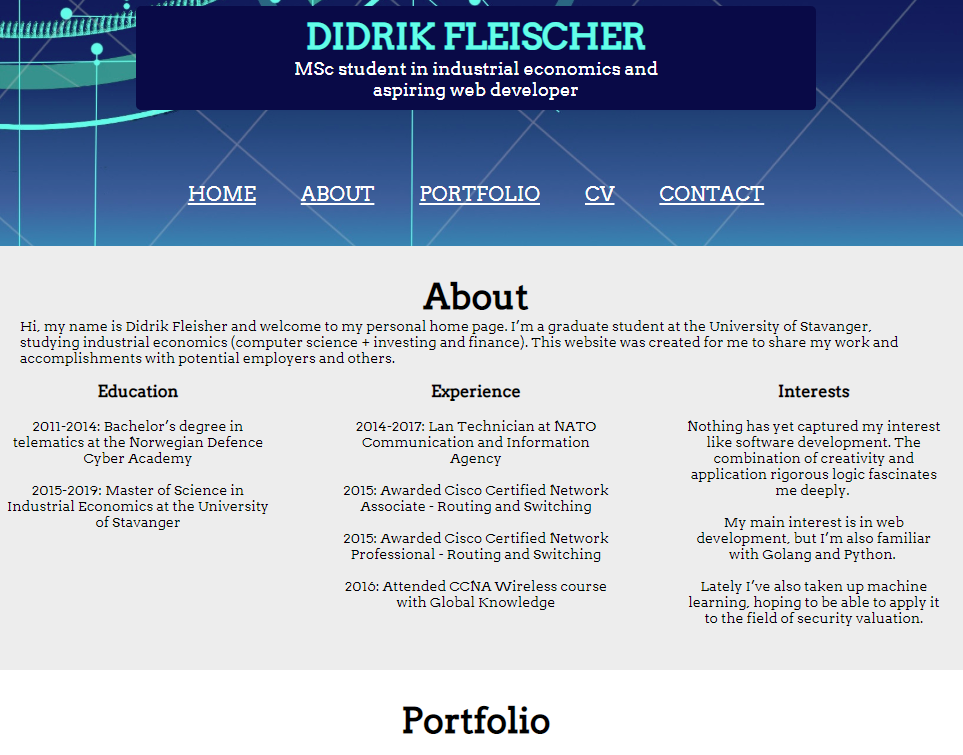 DIDRIK FLEISCHER
MSc student in industrial economics and
aspiring web developer
HOME ABOUT PORTFOLIO CV CONTACT
About
Hi, my name is Didrik Fleisher and welcome to my personal home page. I'm a graduate student at the University of Stavanger,
studying industrial economics (computer science + investing and finance). This website was created for me to share my work and
accomplishments with potential employers and others.
Education
2011-2014: Bachelor's degree in
telematics at the Norwegian Defence
Cyber Academy
2015-2019: Master of Science in
Industrial Economics at the University
of Stavanger
Experience
2014-2017: Lan Technician at NATO
Communication and Information
Agency
2015: Awarded Cisco Certified Network
Associate - Routing and Switching
2015: Awarded Cisco Certified Network
Professional - Routing and Switching
2016: Attended CCNA Wireless course
with Global Knowledge
Interests
Nothing has yet captured my interest
like software development. The
combination of creativity and
application rigorous logic fascinates
me deeply.
My main interest is in web
development, but I'm also familiar
with Golang and Python.
Lately I've also taken up machine
learning, hoping to be able to apply it
to the field of security valuation.
Portfolio